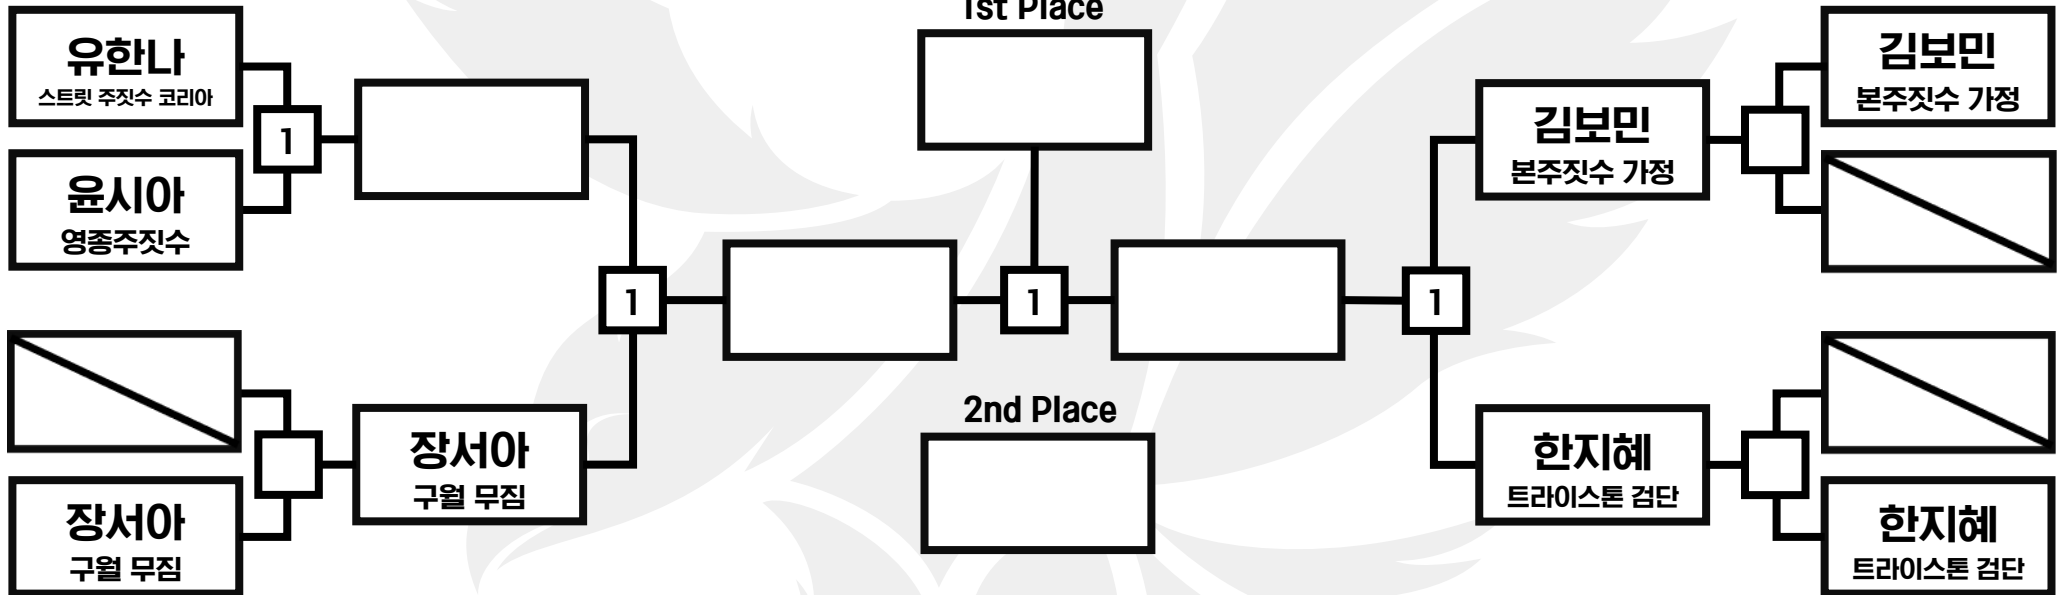 1st Place
유한나
스트릿 주짓수 코리아
1
윤시아
영종주짓수
장서아
구월 무짐
1
장서아
구월 무짐
1
2nd Place
1
김보민
본주짓수 가정
한지혜
트라이스톤 검단
김보민
본주짓수 가정
한지혜
트라이스톤 검단